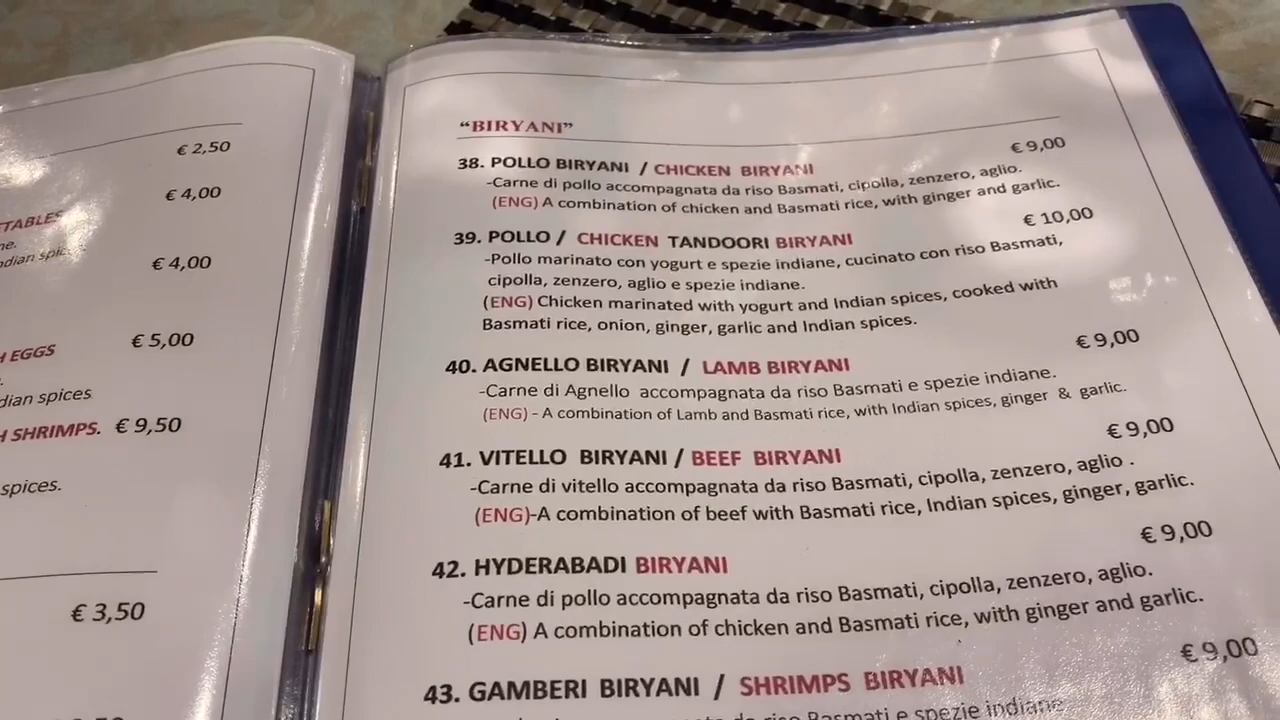 € 2,50
€ 4,00
TABLES
ne.
ndian spic
€ 4,00
€ 5,00
H EGGS
dian spices
H SHRIMPS. € 9,50
spices.
€ 3,50
“BIRYANI”
38. POLLO BIRYANI / CHICKEN BIRYANI € 9,00
-Carne di pollo accompagnata da riso Basmati, cipolla, zenzero, aglio.
(ENG) A combination of chicken and Basmati rice, with ginger and garlic.
39. POLLO / CHICKEN TANDOORI BIRYANI € 10,00
-Pollo marinato con yogurt e spezie indiane, cucinato con riso Basmati,
cipolla, zenzero, aglio e spezie indiane.
(ENG) Chicken marinated with yogurt and Indian spices, cooked with
Basmati rice, onion, ginger, garlic and Indian spices.
40. AGNELLO BIRYANI / LAMB BIRYANI € 9,00
-Carne di Agnello accompagnata da riso Basmati e spezie indiane.
(ENG) - A combination of Lamb and Basmati rice, with Indian spices, ginger & garlic.
41. VITELLO BIRYANI / BEEF BIRYANI € 9,00
-Carne di vitello accompagnata da riso Basmati, cipolla, zenzero, aglio .
(ENG)-A combination of beef with Basmati rice, Indian spices, ginger, garlic.
42. HYDERABADI BIRYANI € 9,00
-Carne di pollo accompagnata da riso Basmati, cipolla, zenzero, aglio.
(ENG) A combination of chicken and Basmati rice, with ginger and garlic.
43. GAMBERI BIRYANI / SHRIMPS BIRYANI € 9,00
da riso Basmati e spezie indiane